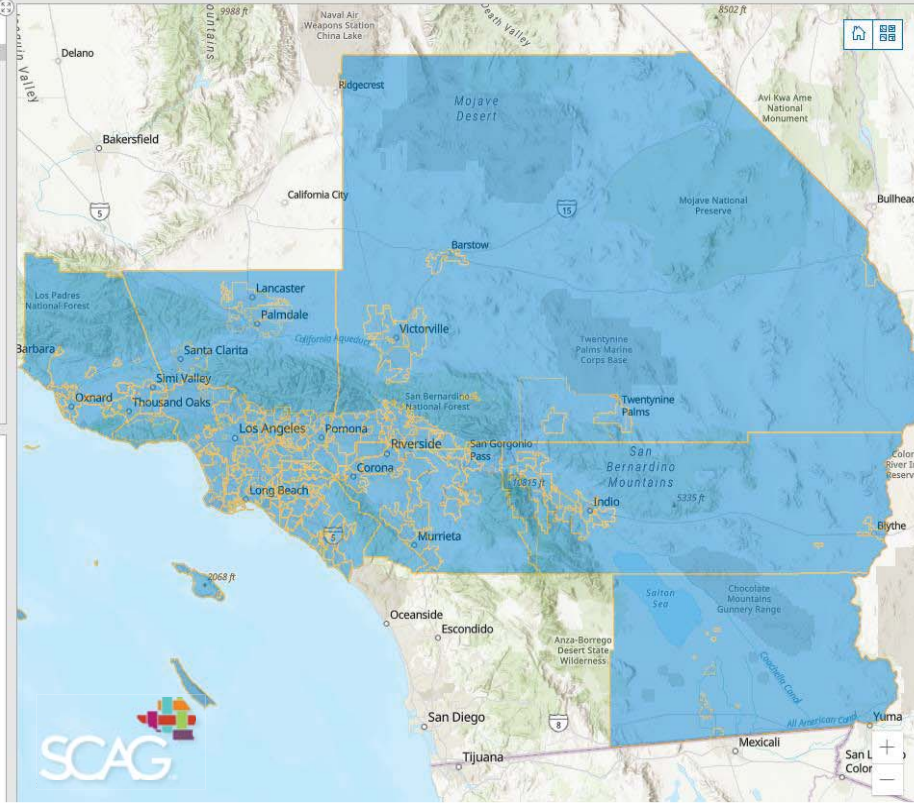 9988 ft
ountains
Naval Air
Weapons Station
China Lake
Death Valley
8502 ft
Delano
Valley
Ridgecrest
Mojave
Desert
Avi Kwa Ame
National
Monument
Bakersfield
California City
5
15
Mojave National
Preserve
Bullhead
Barstow
Los Padres
National Forest
Lancaster
Palmdale
California Aqueduct
Victorville
Barbara
Santa Clarita
Twentynine
Palms Marine
Corps Base
Simi Valley
Oxnard
Thousand Oaks
San Bernardino
National Forest
Twentynine
Palms
Los Angeles
Pomona
Riverside
San Gorgonio
Pass
San
Bernardino
Mountains
Corona
10815 ft
5335 ft
Long Beach
Indio
Blythe
5
Murrieta
2068 ft
Salton
Sea
Chocolate
Mountains
Gunnery Range
Oceanside
Escondido
Anza-Borrego
Desert State
Wilderness
Coachella Canal
San Diego
8
All American Canal
Yuma
SCAG
Mexicali
Tijuana
+
−